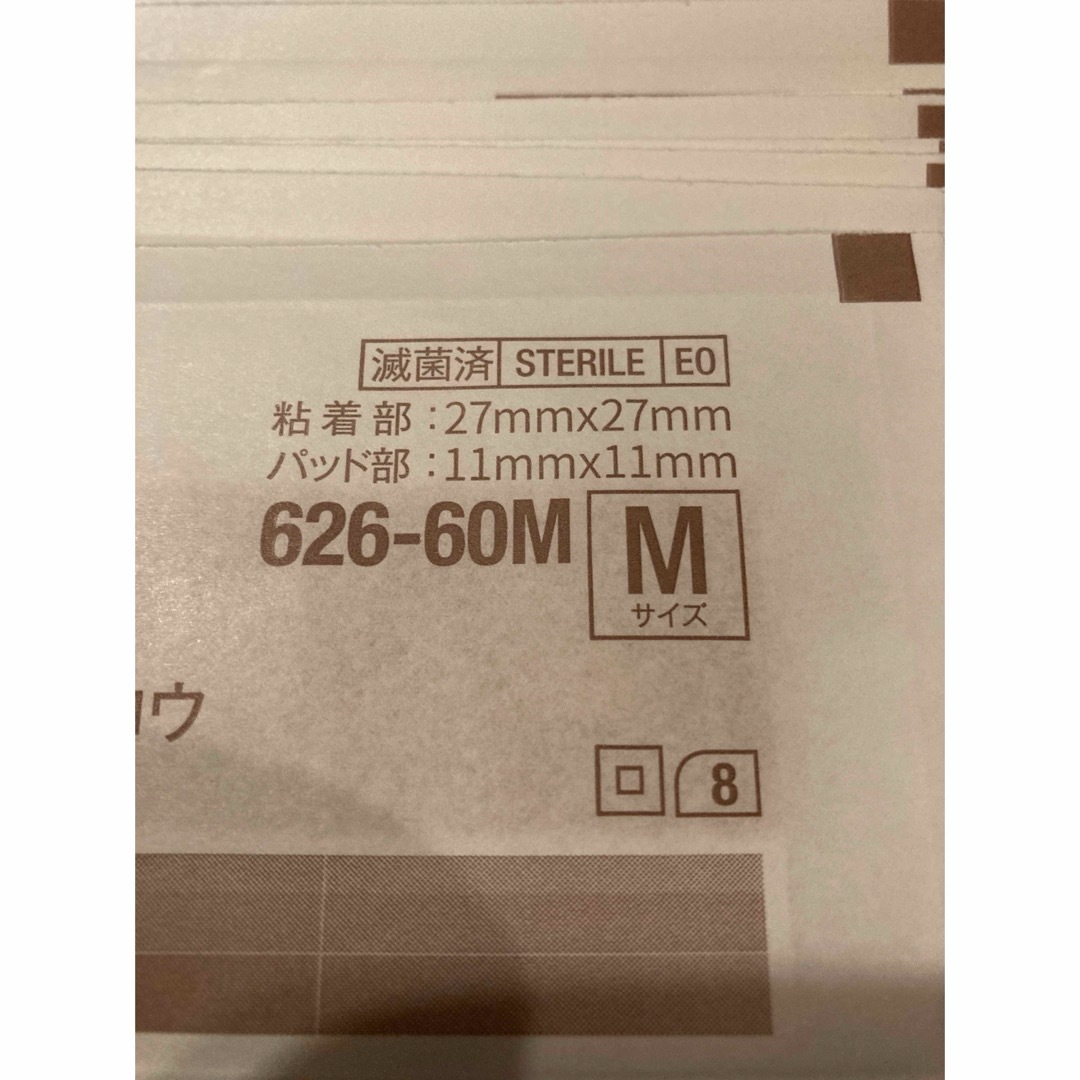 滅菌済 STERILE EO
粘着部:27mmx27mm
パッド部:11mmx11mm
626-60M M
サイズ
ウ
8